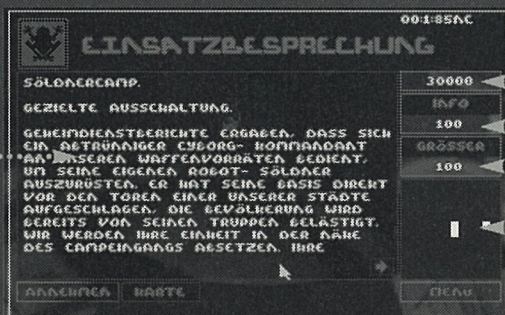 00:1:85NC
EINSATZBESPRECHUNG
SÖLDNERCAMP.
30000
GEZIELTE AUSSCHALTUNG.
INFO
100
GEHEIMDIENSTBERICHTE ERGABEN, DASS SICH
EIN ABTRÜNNIGER CYBORG- KOMMANDANT
AN UNSEREN WAFFENVORRÄTEN BEDIENT,
UM SEINE EIGENEN ROBOT- SÖLDNER
AUSZURÜSTEN. ER HAT SEINE BASIS DIREKT
VOR DEN TOREN EINER UNSERER STÄDTE
AUFGESCHLAGEN. DIE BEVÖLKERUNG WIRD
BEREITS VON SEINEN TRUPPEN BELÄSTIGT.
WIR WERDEN IHRE EINHEIT IN DER NÄHE
DES CAMPEINGANGS ABSETZEN. IHRE
GRÖSSER
100
ANNEHMEN KARTE
MENU